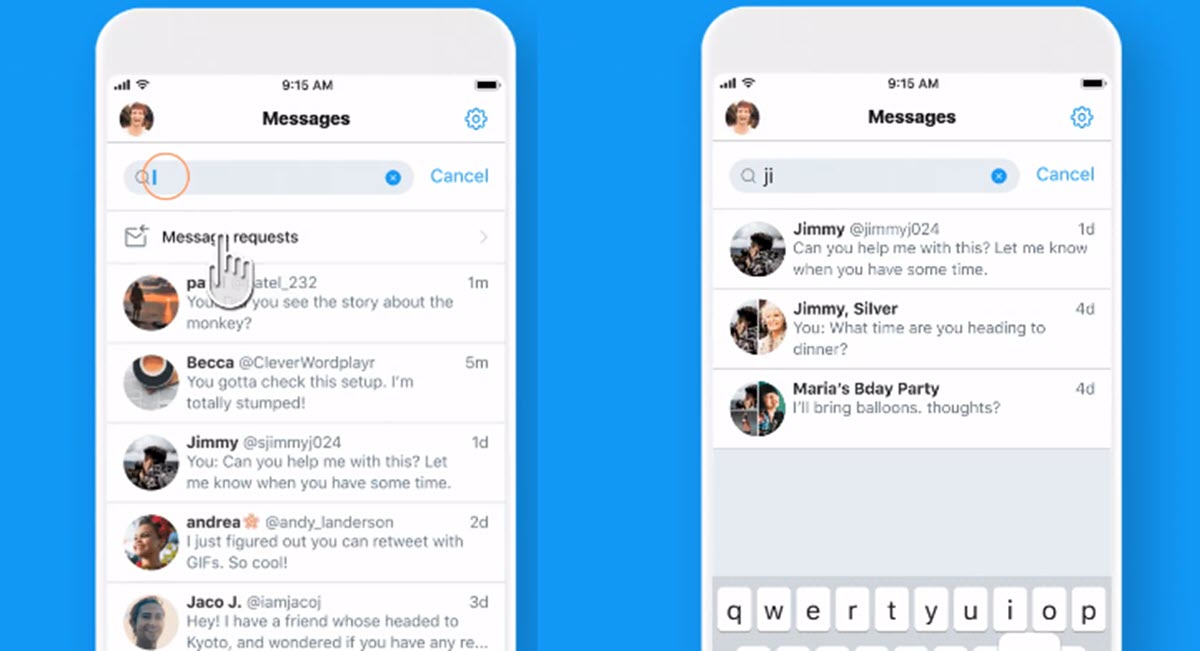 9:15 AM
Messages
Cancel
Message requests
pa @patel_232
1m
You: Did you see the story about the
monkey?
Becca @CleverWordplayr
5m
You gotta check this setup. I'm
totally stumped!
Jimmy @sjimmyj024
1d
You: Can you help me with this? Let
me know when you have some time.
andrea @andy_landerson
2d
I just figured out you can retweet with
GIFs. So cool!
Jaco J. @iamjacoj
3d
Hey! I have a friend whose headed to
Kyoto, and wondered if you have any re...
9:15 AM
Messages
ji
Cancel
Jimmy @jimmyj024
1d
Can you help me with this? Let me know
when you have some time.
Jimmy, Silver
4d
You: What time are you heading to
dinner?
Maria's Bday Party
4d
I'll bring balloons. thoughts?
q w e r t y u i o p